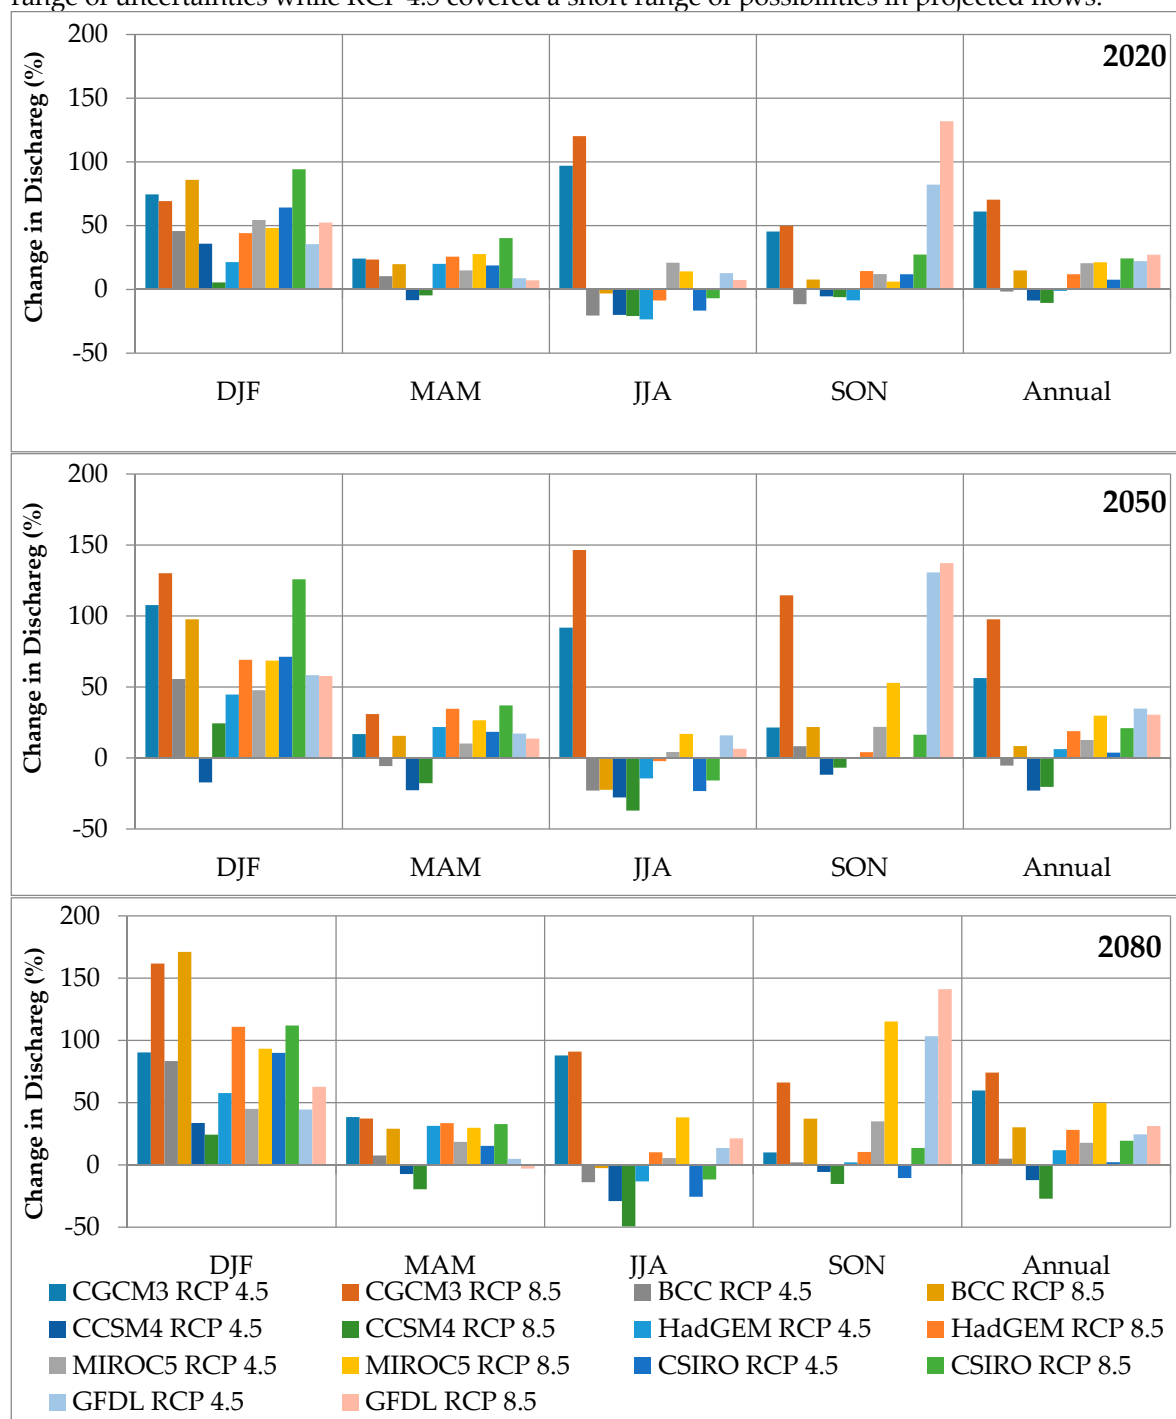 range of uncertainties while RCP 4.5 covered a short range of possibilities in projected flows.
200
150
100
50
0
-50
Change in Dischareg (%)
2020
DJF MAM JJA SON Annual
200
150
100
50
0
-50
Change in Dischareg (%)
2050
DJF MAM JJA SON Annual
200
150
100
50
0
-50
Change in Dischareg (%)
2080
DJF MAM JJA SON Annual
CGCM3 RCP 4.5 CGCM3 RCP 8.5 BCC RCP 4.5 BCC RCP 8.5
CCSM4 RCP 4.5 CCSM4 RCP 8.5 HadGEM RCP 4.5 HadGEM RCP 8.5
MIROC5 RCP 4.5 MIROC5 RCP 8.5 CSIRO RCP 4.5 CSIRO RCP 8.5
GFDL RCP 4.5 GFDL RCP 8.5